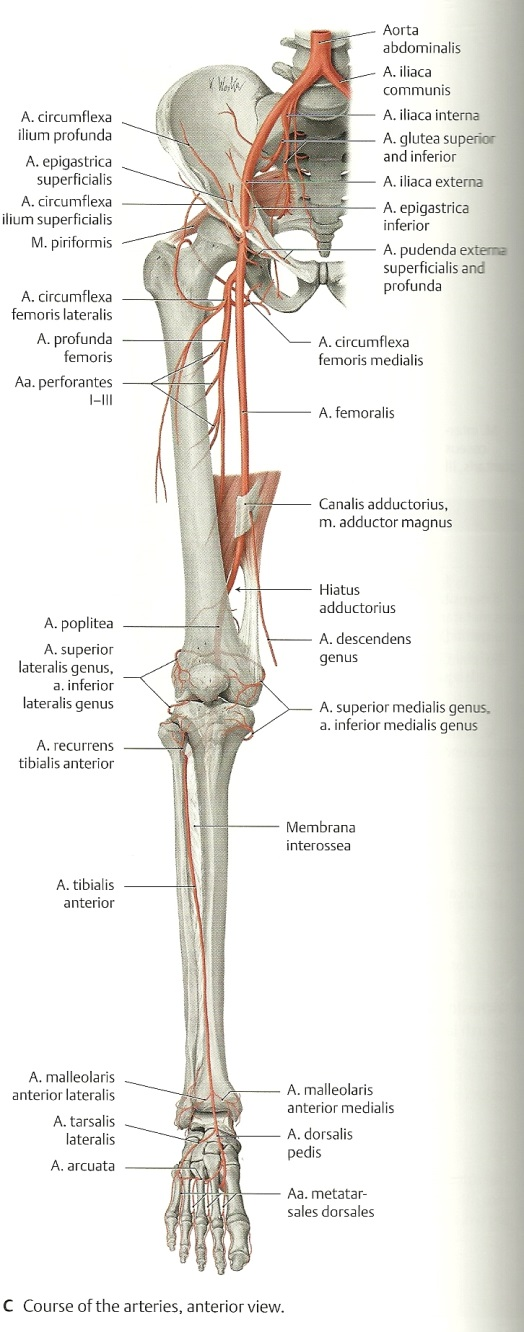 Aorta
abdominalis
A. iliaca
communis
A. iliaca interna
A. glutea superior
and inferior
A. iliaca externa
A. epigastrica
inferior
A. pudenda externa
superficialis and
profunda
A. circumflexa
ilium profunda
A. epigastrica
superficialis
A. circumflexa
ilium superficialis
M. piriformis
A. circumflexa
femoris lateralis
A. profunda
femoris
Aa. perforantes
I–III
A. circumflexa
femoris medialis
A. femoralis
Canalis adductorius,
m. adductor magnus
Hiatus
adductorius
A. descendens
genus
A. poplitea
A. superior
lateralis genus,
a. inferior
lateralis genus
A. superior medialis genus,
a. inferior medialis genus
A. recurrens
tibialis anterior
Membrana
interossea
A. tibialis
anterior
A. malleolaris
anterior lateralis
A. tarsalis
lateralis
A. arcuata
A. malleolaris
anterior medialis
A. dorsalis
pedis
Aa. metatar-
sales dorsales
C Course of the arteries, anterior view.